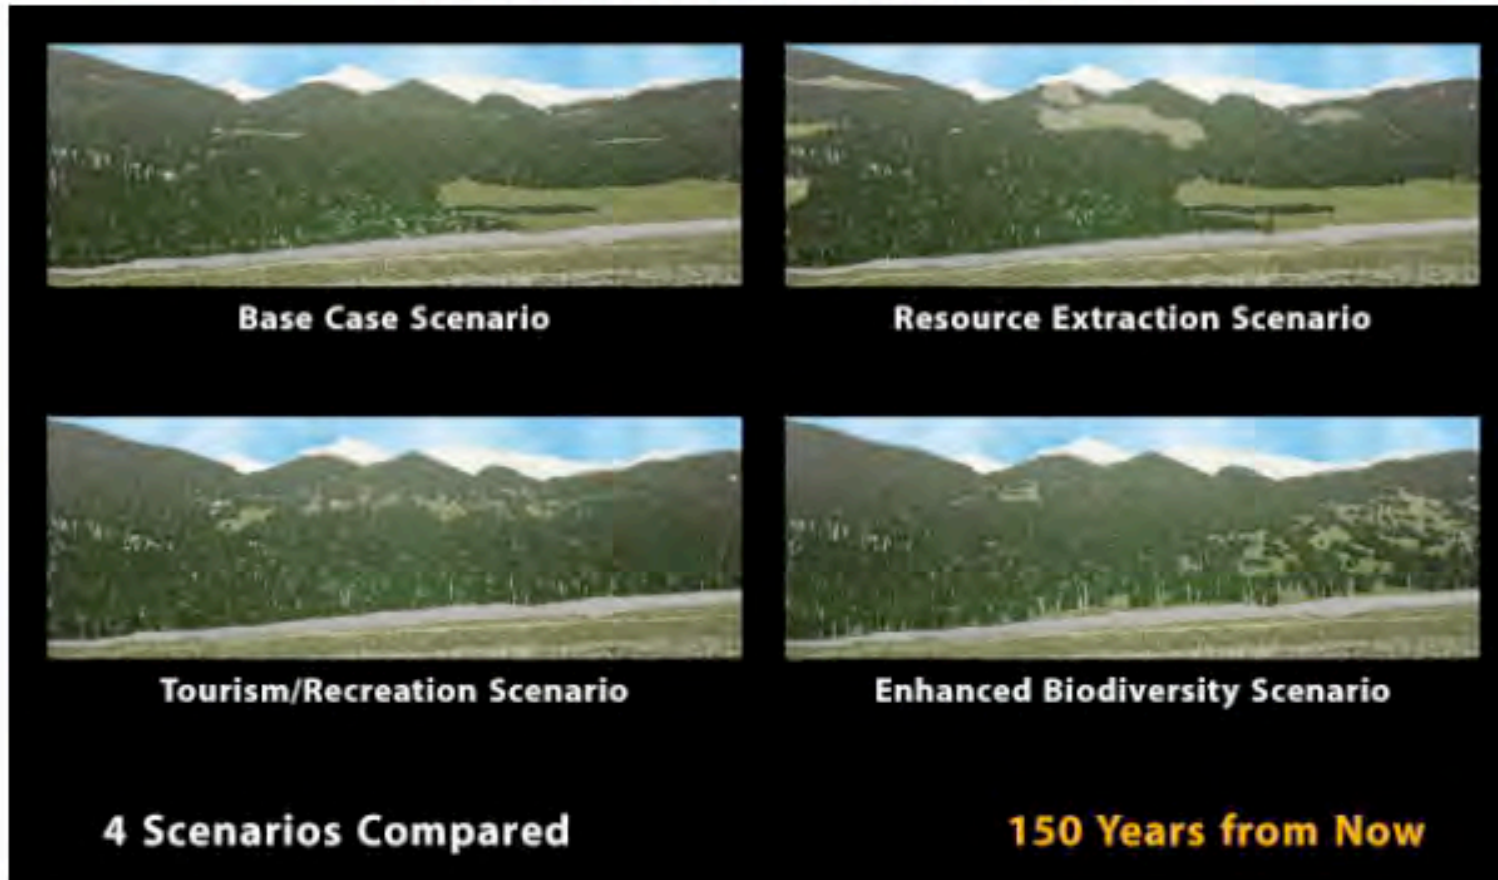 Base Case Scenario
Resource Extraction Scenario
Tourism/Recreation Scenario
Enhanced Biodiversity Scenario
4 Scenarios Compared
150 Years from Now